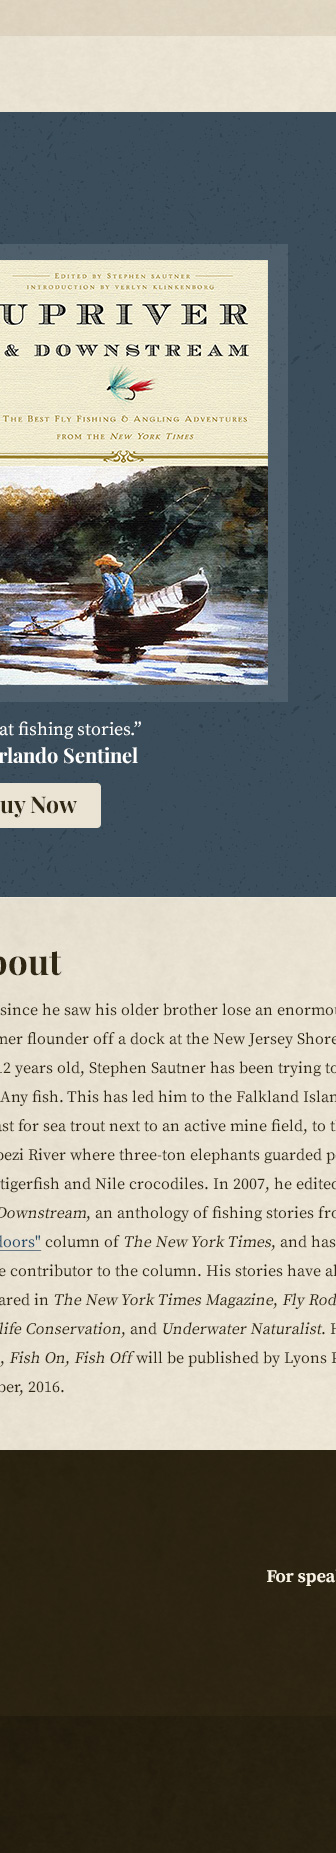 Edited by Stephen Sautner
Introduction by Verlyn Klinkenborg
UPRIVER
& DOWNSTREAM
The Best Fly Fishing & Angling Adventures
from the New York Times
at fishing stories.”
rlando Sentinel
uy Now
bout
since he saw his older brother lose an enormou
mer flounder off a dock at the New Jersey Shore
12 years old, Stephen Sautner has been trying to
Any fish. This has led him to the Falkland Islan
ast for sea trout next to an active mine field, to t
bezi River where three-ton elephants guarded p
tigerfish and Nile crocodiles. In 2007, he edited
Downstream, an anthology of fishing stories fro
doors" column of The New York Times, and has
e contributor to the column. His stories have al
ared in The New York Times Magazine, Fly Rod
life Conservation, and Underwater Naturalist. H
, Fish On, Fish Off will be published by Lyons P
ber, 2016.
For spea